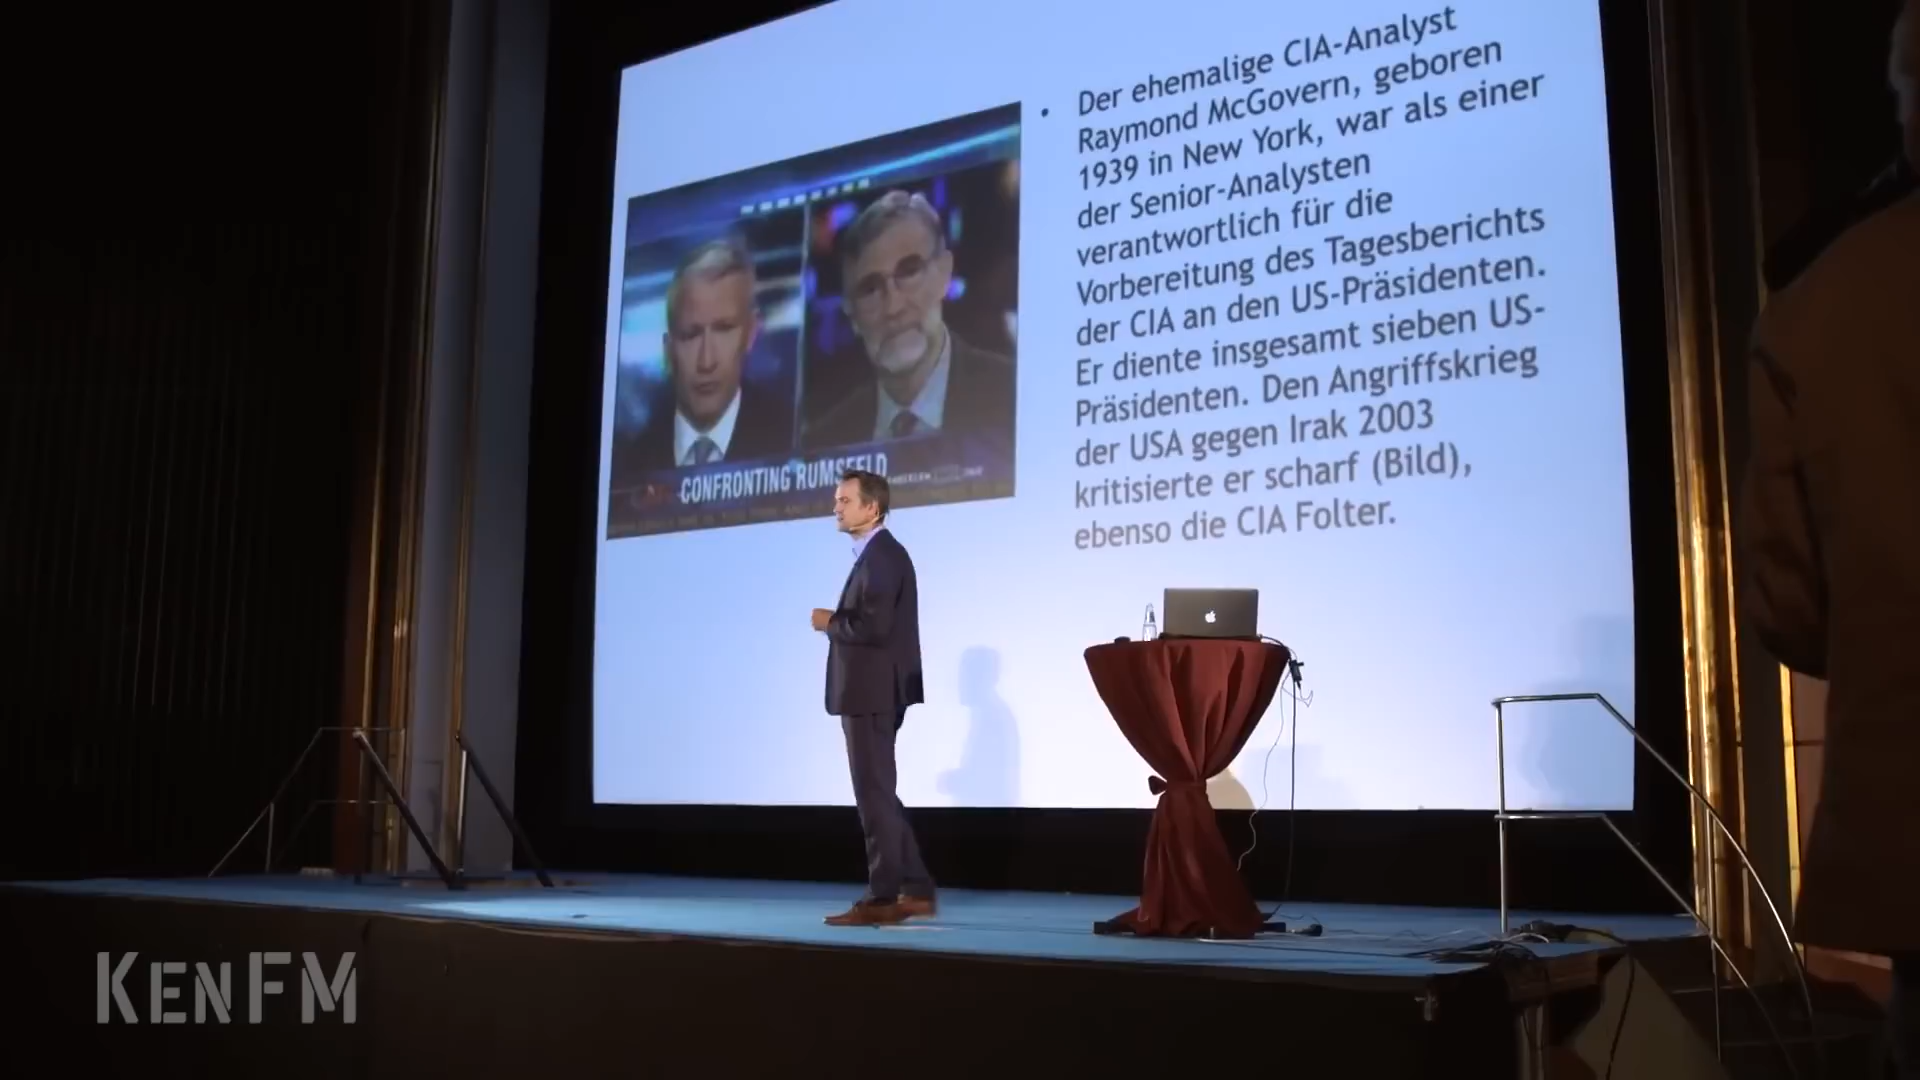 Der ehemalige CIA-Analyst
Raymond McGovern, geboren
1939 in New York, war als einer
der Senior-Analysten
verantwortlich für die
Vorbereitung des Tagesberichts
der CIA an den US-Präsidenten.
Er diente insgesamt sieben US-
Präsidenten. Den Angriffskrieg
der USA gegen Irak 2003
kritisierte er scharf (Bild),
ebenso die CIA Folter.
CONFRONTING RUMSFELD
KENFM